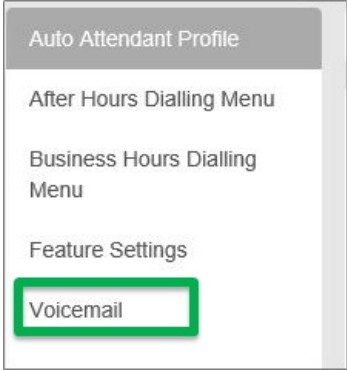 Auto Attendant Profile
After Hours Dialling Menu
Business Hours Dialling
Menu
Feature Settings
Voicemail